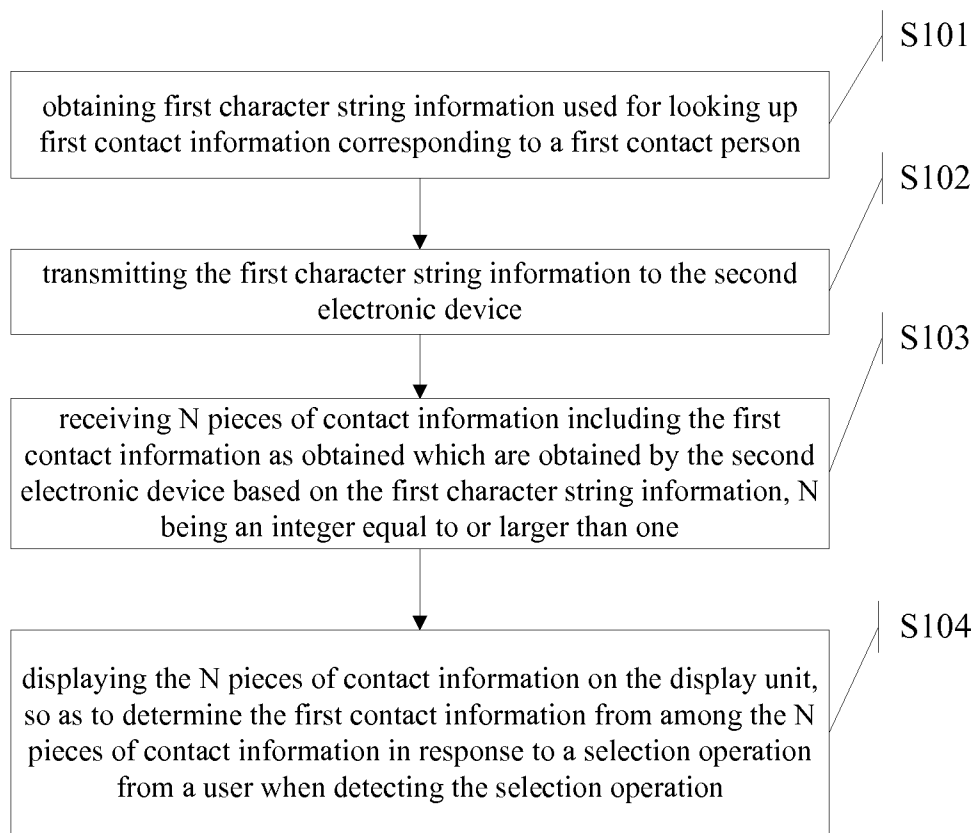 S101
obtaining first character string information used for looking up
first contact information corresponding to a first contact person
S102
transmitting the first character string information to the second
electronic device
S103
receiving N pieces of contact information including the first
contact information as obtained which are obtained by the second
electronic device based on the first character string information, N
being an integer equal to or larger than one
S104
displaying the N pieces of contact information on the display unit,
so as to determine the first contact information from among the N
pieces of contact information in response to a selection operation
from a user when detecting the selection operation